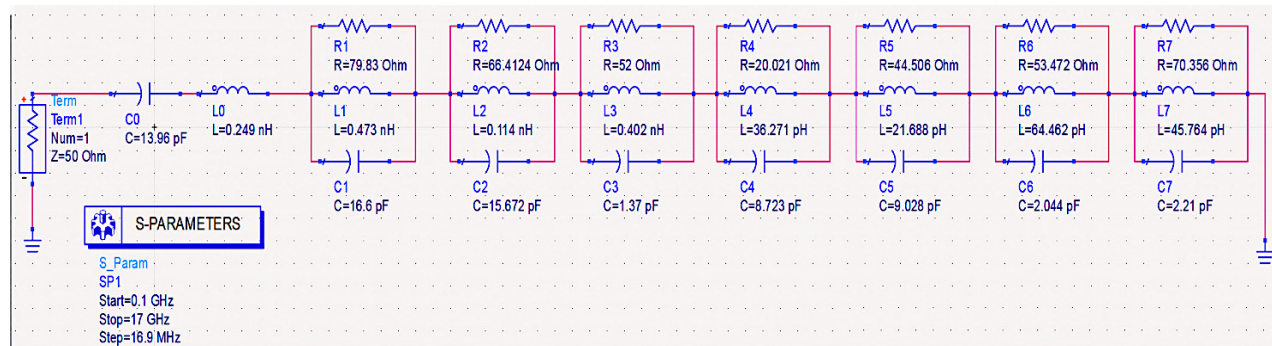 Term
Term1
Num=1
Z=50 Ohm
C0
C=13.96 pF
L0
L=0.249 nH
R1
R=79.83 Ohm
L1
L=0.473 nH
C1
C=16.6 pF
R2
R=66.4124 Ohm
L2
L=0.114 nH
C2
C=15.672 pF
R3
R=52 Ohm
L3
L=0.402 nH
C3
C=1.37 pF
R4
R=20.021 Ohm
L4
L=36.271 pH
C4
C=8.723 pF
R5
R=44.506 Ohm
L5
L=21.688 pH
C5
C=9.028 pF
R6
R=53.472 Ohm
L6
L=64.462 pH
C6
C=2.044 pF
R7
R=70.356 Ohm
L7
L=45.764 pH
C7
C=2.21 pF
S-PARAMETERS
S_Param
SP1
Start=0.1 GHz
Stop=17 GHz
Step=16.9 MHz